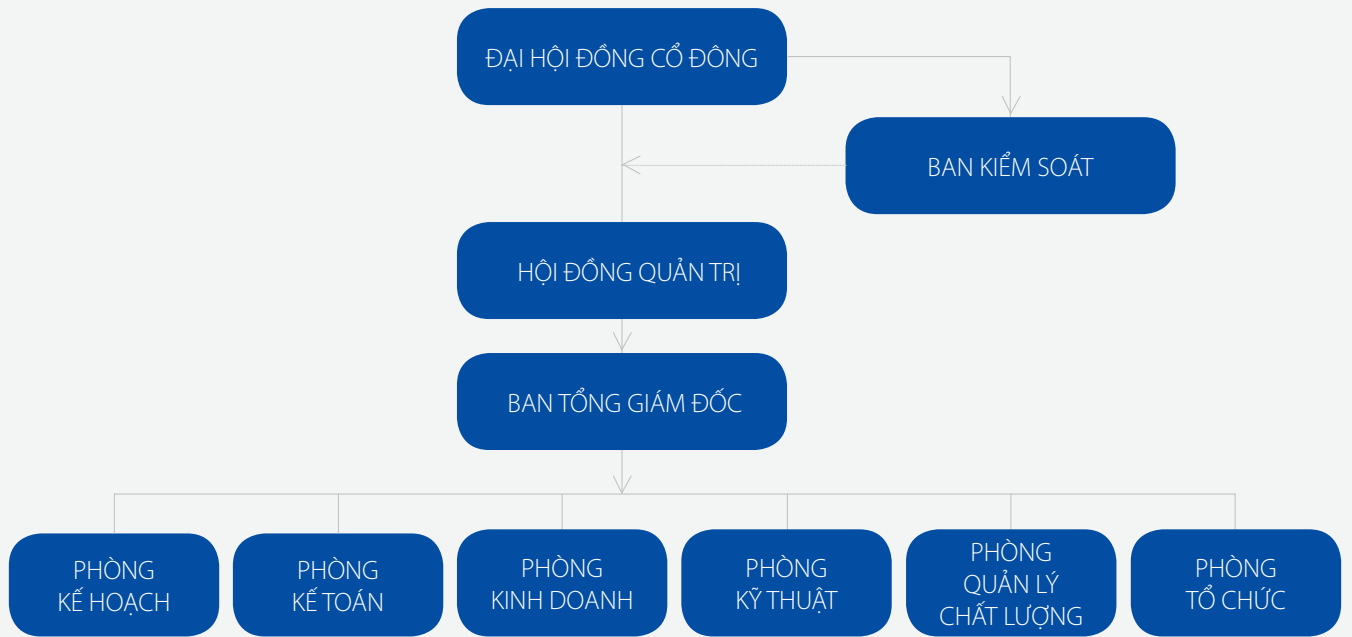 ĐẠI HỘI ĐỒNG CỔ ĐÔNG
BAN KIỂM SOÁT
HỘI ĐỒNG QUẢN TRỊ
BAN TỔNG GIÁM ĐỐC
PHÒNG
KẾ HOẠCH
PHÒNG
KẾ TOÁN
PHÒNG
KINH DOANH
PHÒNG
KỸ THUẬT
PHÒNG
QUẢN LÝ
CHẤT LƯỢNG
PHÒNG
TỔ CHỨC